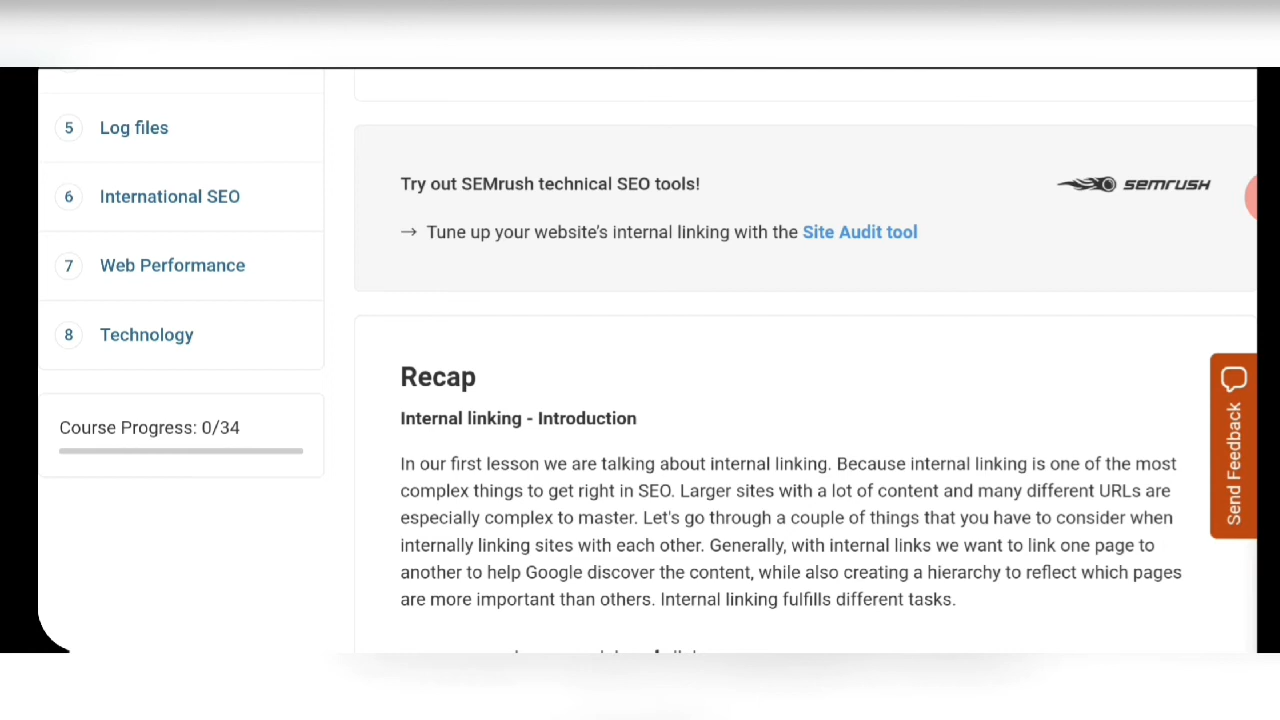 5 Log files
6 International SEO
7 Web Performance
8 Technology
Course Progress: 0/34
Try out SEMrush technical SEO tools!
semrush
→ Tune up your website's internal linking with the Site Audit tool
Recap
Internal linking - Introduction
In our first lesson we are talking about internal linking. Because internal linking is one of the most
complex things to get right in SEO. Larger sites with a lot of content and many different URLs are
especially complex to master. Let's go through a couple of things that you have to consider when
internally linking sites with each other. Generally, with internal links we want to link one page to
another to help Google discover the content, while also creating a hierarchy to reflect which pages
are more important than others. Internal linking fulfills different tasks.
Send Feedback